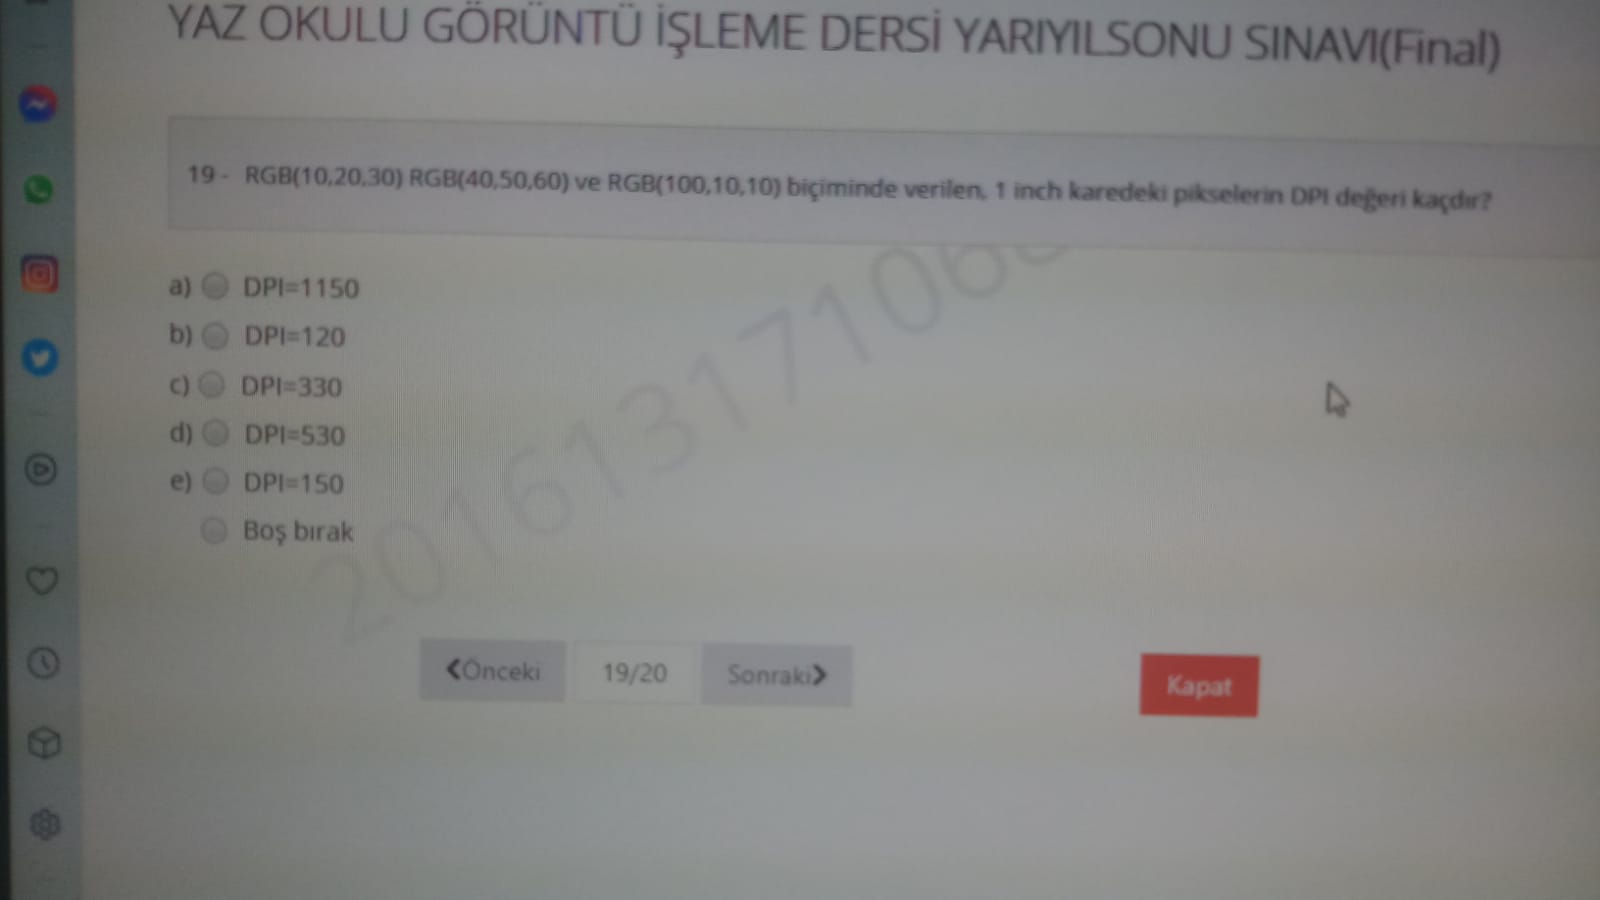 YAZ OKULU GÖRÜNTÜ İŞLEME DERSİ YARIYILSONU SINAVI(Final)
19 - RGB(10,20,30) RGB(40,50,60) ve RGB(100,10,10) biçiminde verilen, 1 inch karedeki pikselerin DPI değeri kaçdır?
a) DPI=1150
b) DPI=120
c) DPI=330
d) DPI=530
e) DPI=150
Boş bırak
Önceki 19/20 Sonraki
Kapat